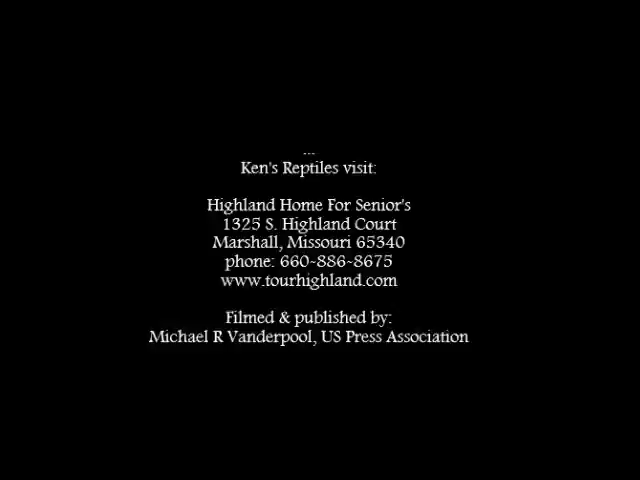 ...
Ken's Reptiles visit:
Highland Home For Senior's
1325 S. Highland Court
Marshall, Missouri 65340
phone: 660-886-8675
www.tourhighland.com
Filmed & published by:
Michael R Vanderpool, US Press Association